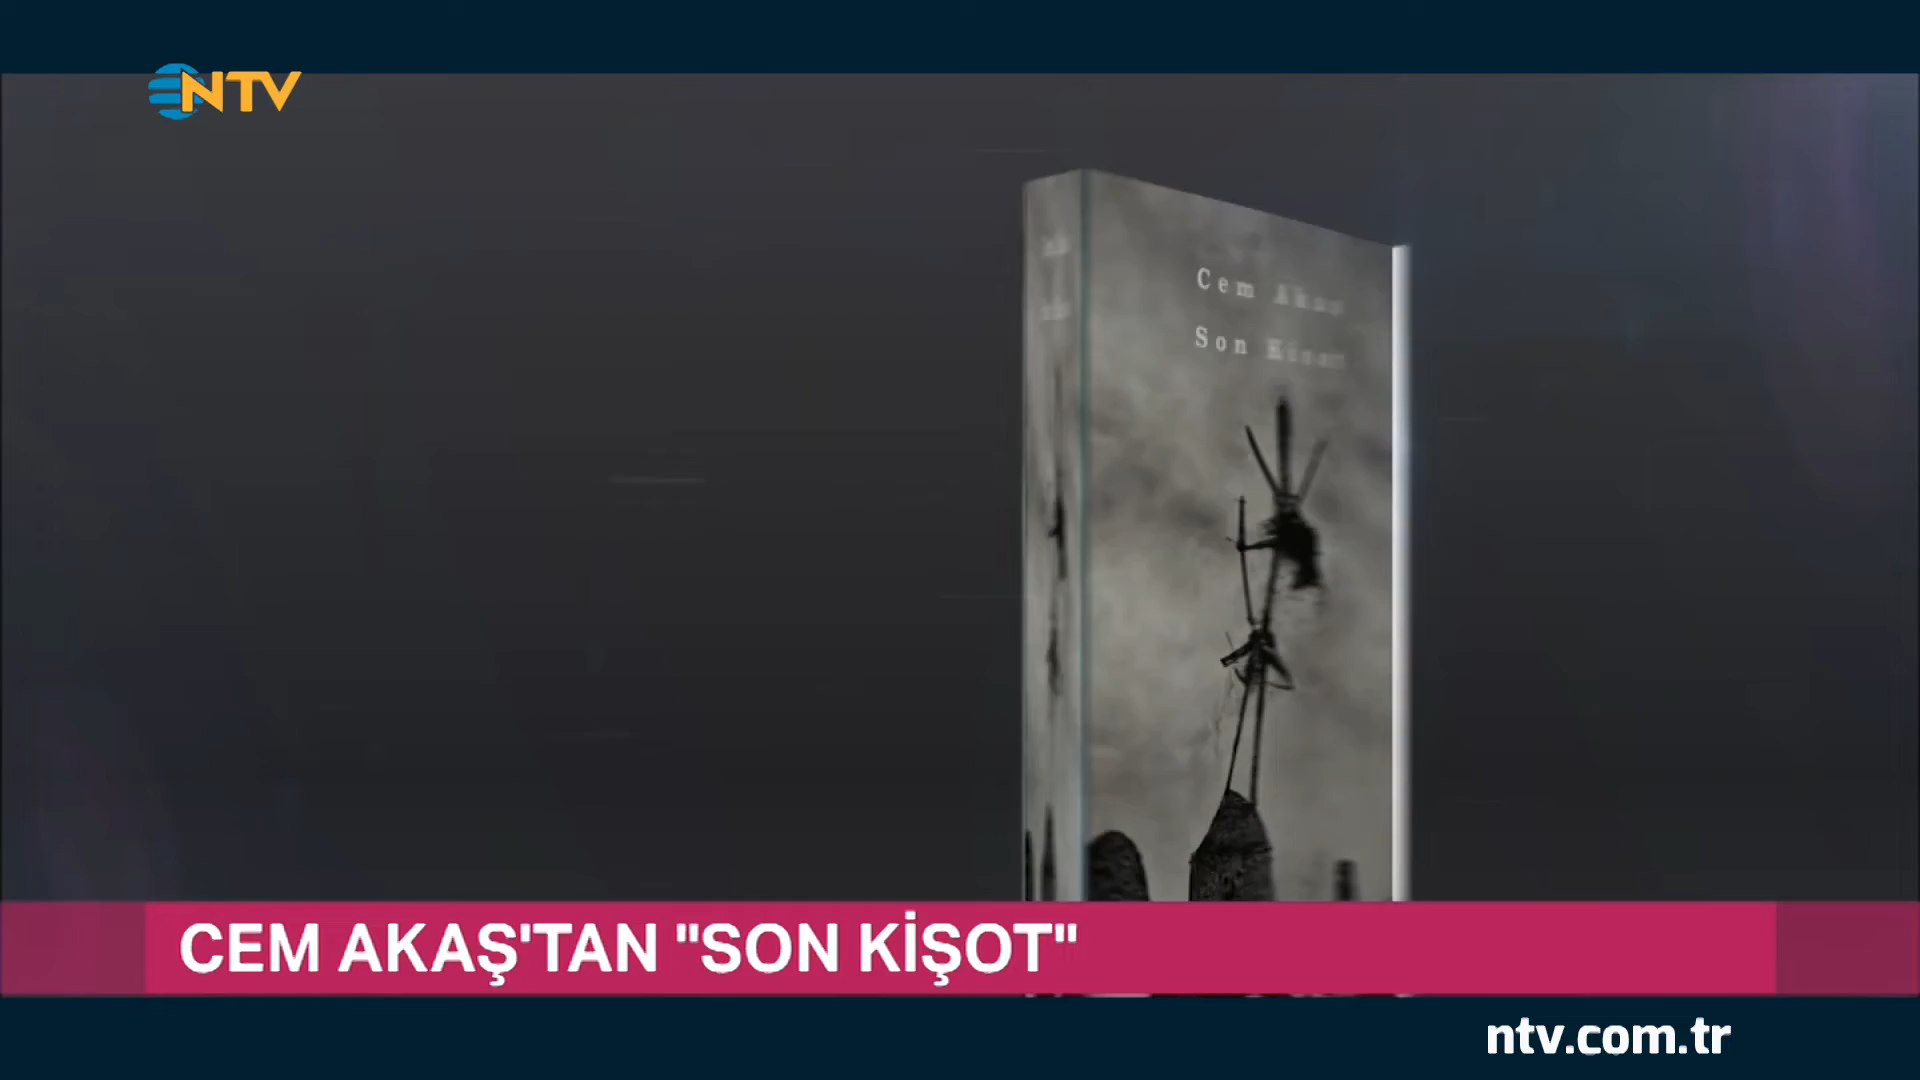 NTV
Cem
Son
CEM AKAŞ'TAN "SON KİŞOT"
ntv.com.tr